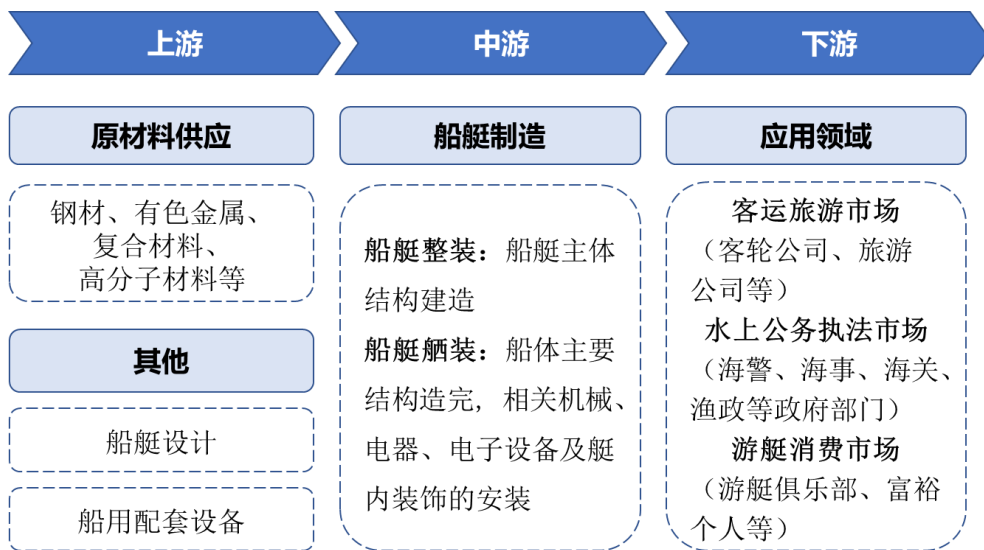 上游
中游
下游
原材料供应
钢材、有色金属、
复合材料、
高分子材料等
其他
船艇设计
船用配套设备
船艇制造
船艇整装：船艇主体
结构建造
船艇舾装：船体主要
结构造完，相关机械、
电器、电子设备及艇
内装饰的安装
应用领域
客运旅游市场
（客轮公司、旅游
公司等）
水上公务执法市场
（海警、海事、海关、
渔政等政府部门）
游艇消费市场
（游艇俱乐部、富裕
个人等）